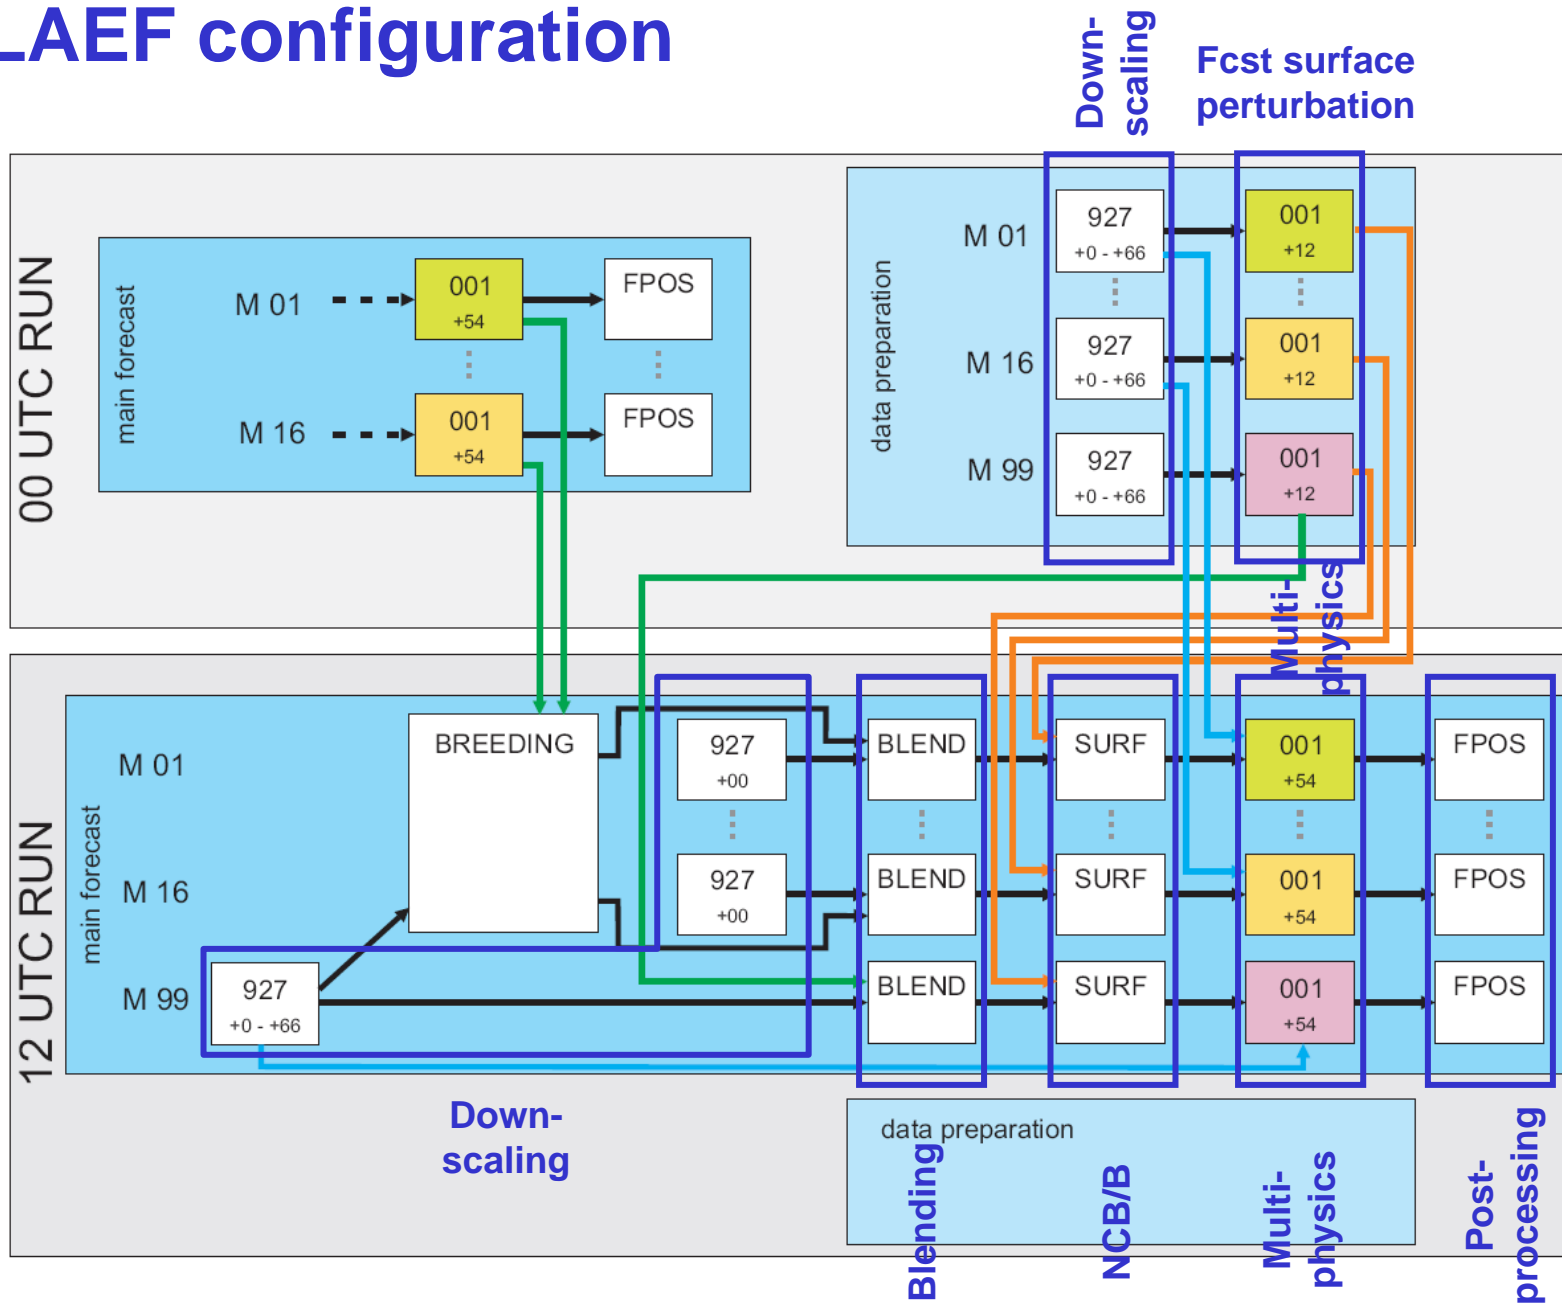 LAEF configuration
Down-
scaling
Fcst surface
perturbation
00 UTC RUN
main forecast
M 01
001
+54
FPOS
M 16
001
+54
FPOS
data preparation
M 01
927
+0 - +66
001
+12
M 16
927
+0 - +66
001
+12
M 99
927
+0 - +66
001
+12
Multi-
physics
12 UTC RUN
main forecast
M 01
BREEDING
927
+00
BLEND
SURF
001
+54
FPOS
M 16
927
+00
BLEND
SURF
001
+54
FPOS
M 99
927
+0 - +66
BLEND
SURF
001
+54
FPOS
Down-
scaling
data preparation
Blending
NCB/B
Multi-
physics
Post-
processing